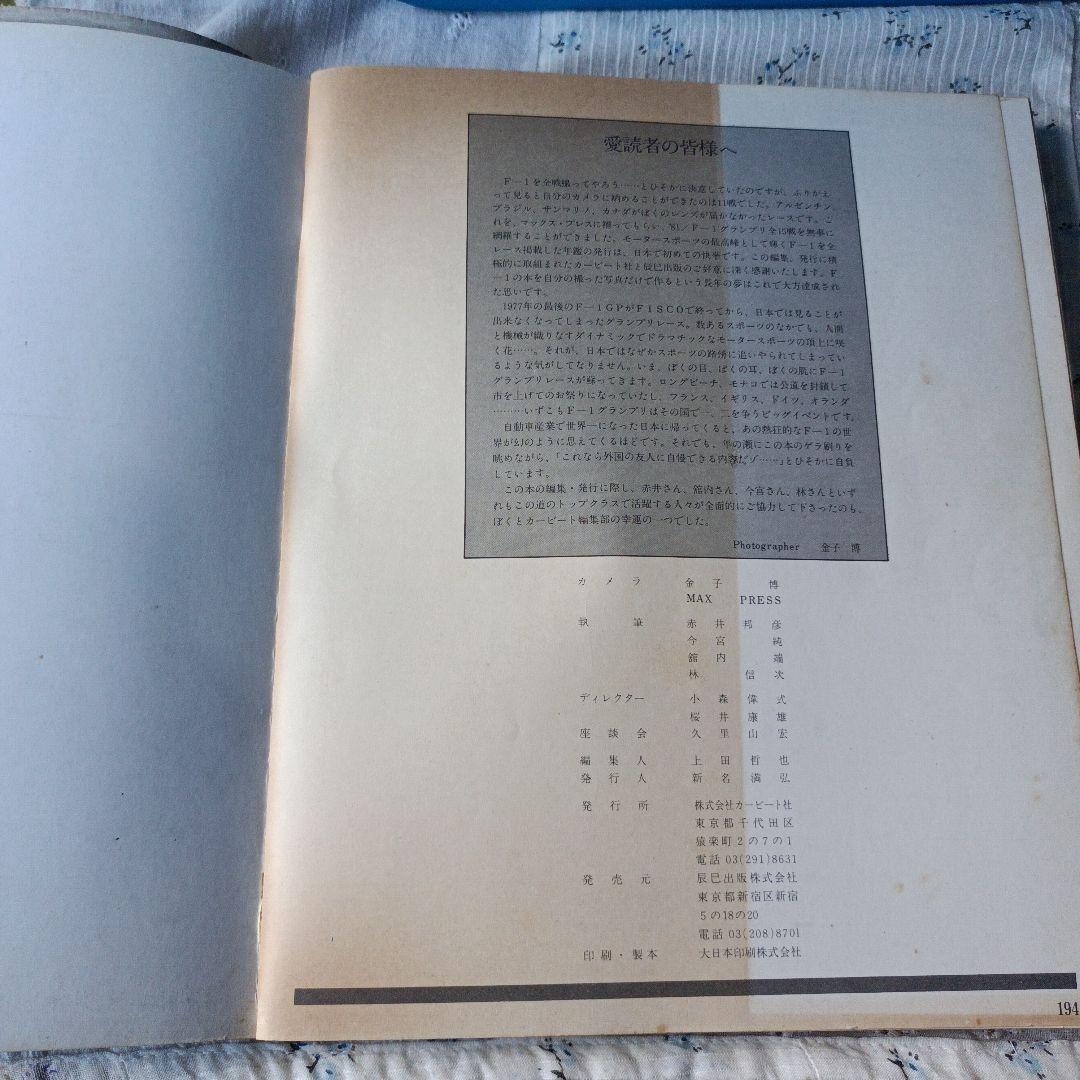 愛読者の皆様へ
F―1を全戦撮ってやろう……とひそかに決意していたのですが、ふりかえ
って見ると自分のカメラに納めることができたのは11戦でした。アルゼンチン、
ブラジル、サンマリノ、カナダがぼくのレンズが届かなかったレースです。こ
れを、マックス・プレスに撮ってもらい、'81／F―1グランプリ全15戦を無事に
網羅することができました。モータースポーツの最高峰として輝くF―1を全
レース掲載した年鑑の発行は、日本で初めての快挙です。この編集、発行に積
極的に取組まれたカービート社と辰巳出版のご好意に深く感謝いたします。F
―1の本を自分の撮った写真だけで作るという長年の夢はこれで大方達成され
た思いです。
1977年の最後のF―1GPがFISCOで終ってから、日本では見ることが
出来なくなってしまったグランプリレース。数あるスポーツのなかでも、人間
と機械が織りなすダイナミックでドラマチックなモータースポーツの頂上に咲
く花……。それが、日本ではなぜかスポーツの路傍に追いやられてしまってい
るような気がしてなりません。いま、ぼくの目、ぼくの耳、ぼくの肌にF―1
グランプリレースが蘇ってきます。ロングビーチ、モナコでは公道を封鎖して
市を上げてのお祭りになっていたし、フランス、イギリス、ドイツ、オランダ
………いずこもF―1グランプリはその国で一、二を争うビッグイベントです。
自動車産業で世界一になった日本に帰ってくると、あの熱狂的なF―1の世
界が幻のように思えてくるほどです。それでも、年の瀬にこの本のゲラ刷りを
眺めながら、「これなら外国の友人に自慢できる内容だゾ……」とひそかに自負
しています。
この本の編集・発行に際し、赤井さん、舘内さん、今宮さん、林さんといず
れもこの道のトップクラスで活躍する人々が全面的にご協力して下さったのも、
ぼくとカービート編集部の幸運の一つでした。
Photographer 金子 博
カメラ 金子 博
MAX PRESS
執筆 赤井邦彦
今宮 純
舘内 端
林 信次
ディレクター 小森偉式
桜井康雄
座談会 久里山宏
編集人 上田哲也
発行人 新名満弘
発行所 株式会社カービート社
東京都千代田区
猿楽町2の7の1
電話 03(291)8631
発売元 辰巳出版株式会社
東京都新宿区新宿
5の18の20
電話 03(208)8701
印刷・製本 大日本印刷株式会社
194